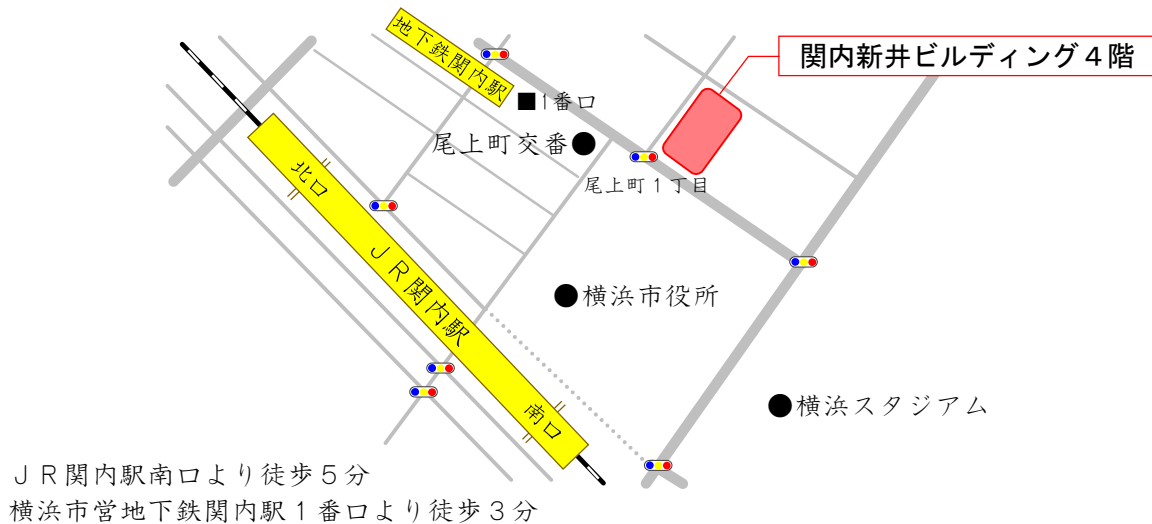 地下鉄関内駅
関内新井ビルディング４階
■1番口
尾上町交番●
尾上町１丁目
北口
ＪＲ関内駅
●横浜市役所
南口
●横浜スタジアム
ＪＲ関内駅南口より徒歩５分
横浜市営地下鉄関内駅１番口より徒歩３分